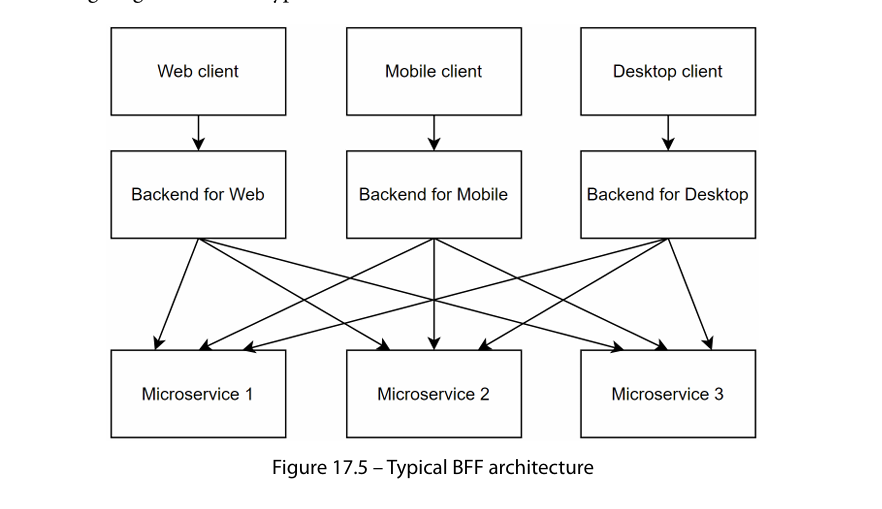 Web client
Mobile client
Desktop client
Backend for Web
Backend for Mobile
Backend for Desktop
Microservice 1
Microservice 2
Microservice 3
Figure 17.5 – Typical BFF architecture